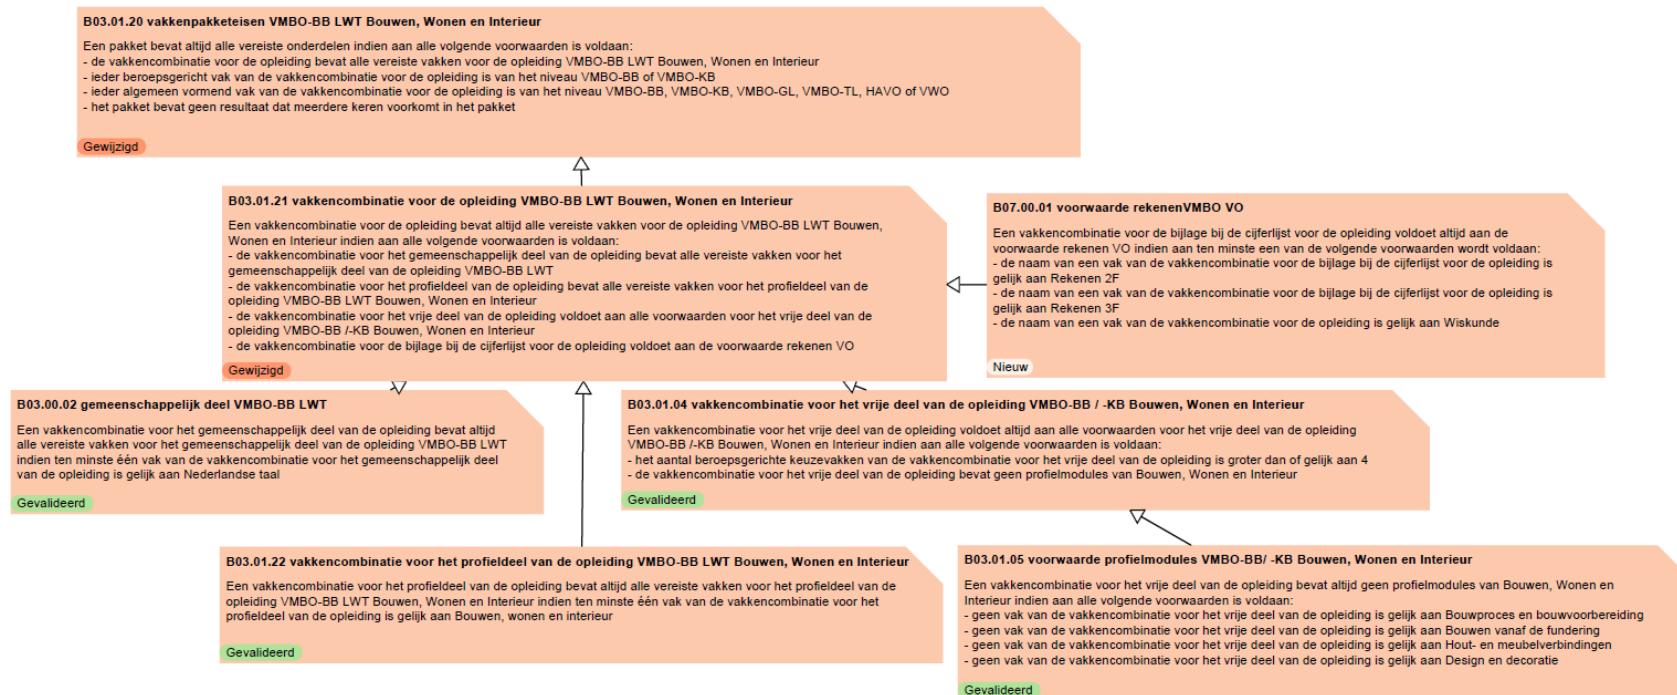 B03.01.20 vakkenpakketeisen VMBO-BB LWT Bouwen, Wonen en Interieur
Een pakket bevat altijd alle vereiste onderdelen indien aan alle volgende voorwaarden is voldaan:
- de vakkencombinatie voor de opleiding bevat alle vereiste vakken voor de opleiding VMBO-BB LWT Bouwen, Wonen en Interieur
- ieder beroepsgericht vak van de vakkencombinatie voor de opleiding is van het niveau VMBO-BB of VMBO-KB
- ieder algemeen vormend vak van de vakkencombinatie voor de opleiding is van het niveau VMBO-BB, VMBO-KB, VMBO-GL, VMBO-TL, HAVO of VWO
- het pakket bevat geen resultaat dat meerdere keren voorkomt in het pakket
Gewijzigd
B03.01.21 vakkencombinatie voor de opleiding VMBO-BB LWT Bouwen, Wonen en Interieur
Een vakkencombinatie voor de opleiding bevat altijd alle vereiste vakken voor de opleiding VMBO-BB LWT Bouwen,
Wonen en Interieur indien aan alle volgende voorwaarden is voldaan:
- de vakkencombinatie voor het gemeenschappelijk deel van de opleiding bevat alle vereiste vakken voor het
gemeenschappelijk deel van de opleiding VMBO-BB LWT
- de vakkencombinatie voor het profieldeel van de opleiding bevat alle vereiste vakken voor het profieldeel van de
opleiding VMBO-BB LWT Bouwen, Wonen en Interieur
- de vakkencombinatie voor het vrije deel van de opleiding voldoet aan alle voorwaarden voor het vrije deel van de
opleiding VMBO-BB /-KB Bouwen, Wonen en Interieur
- de vakkencombinatie voor de bijlage bij de cijferlijst voor de opleiding voldoet aan de voorwaarde rekenen VO
Gewijzigd
B07.00.01 voorwaarde rekenenVMBO VO
Een vakkencombinatie voor de bijlage bij de cijferlijst voor de opleiding voldoet altijd aan de
voorwaarde rekenen VO indien aan ten minste een van de volgende voorwaarden wordt voldaan:
- de naam van een vak van de vakkencombinatie voor de bijlage bij de cijferlijst voor de opleiding is
gelijk aan Rekenen 2F
- de naam van een vak van de vakkencombinatie voor de bijlage bij de cijferlijst voor de opleiding is
gelijk aan Rekenen 3F
- de naam van een vak van de vakkencombinatie voor de opleiding is gelijk aan Wiskunde
Nieuw
B03.00.02 gemeenschappelijk deel VMBO-BB LWT
Een vakkencombinatie voor het gemeenschappelijk deel van de opleiding bevat altijd
alle vereiste vakken voor het gemeenschappelijk deel van de opleiding VMBO-BB LWT
indien ten minste één vak van de vakkencombinatie voor het gemeenschappelijk deel
van de opleiding is gelijk aan Nederlandse taal
Gevalideerd
B03.01.04 vakkencombinatie voor het vrije deel van de opleiding VMBO-BB / -KB Bouwen, Wonen en Interieur
Een vakkencombinatie voor het vrije deel van de opleiding voldoet altijd aan alle voorwaarden voor het vrije deel van de opleiding
VMBO-BB /-KB Bouwen, Wonen en Interieur indien aan alle volgende voorwaarden is voldaan:
- het aantal beroepsgerichte keuzevakken van de vakkencombinatie voor het vrije deel van de opleiding is groter dan of gelijk aan 4
- de vakkencombinatie voor het vrije deel van de opleiding bevat geen profielmodules van Bouwen, Wonen en Interieur
Gevalideerd
B03.01.22 vakkencombinatie voor het profieldeel van de opleiding VMBO-BB LWT Bouwen, Wonen en Interieur
Een vakkencombinatie voor het profieldeel van de opleiding bevat altijd alle vereiste vakken voor het profieldeel van de
opleiding VMBO-BB LWT Bouwen, Wonen en Interieur indien ten minste één vak van de vakkencombinatie voor het
profieldeel van de opleiding is gelijk aan Bouwen, wonen en interieur
Gevalideerd
B03.01.05 voorwaarde profielmodules VMBO-BB/ -KB Bouwen, Wonen en Interieur
Een vakkencombinatie voor het vrije deel van de opleiding bevat altijd geen profielmodules van Bouwen, Wonen en
Interieur indien aan alle volgende voorwaarden is voldaan:
- geen vak van de vakkencombinatie voor het vrije deel van de opleiding is gelijk aan Bouwproces en bouwvoorbereiding
- geen vak van de vakkencombinatie voor het vrije deel van de opleiding is gelijk aan Bouwen vanaf de fundering
- geen vak van de vakkencombinatie voor het vrije deel van de opleiding is gelijk aan Hout- en meubelverbindingen
- geen vak van de vakkencombinatie voor het vrije deel van de opleiding is gelijk aan Design en decoratie
Gevalideerd